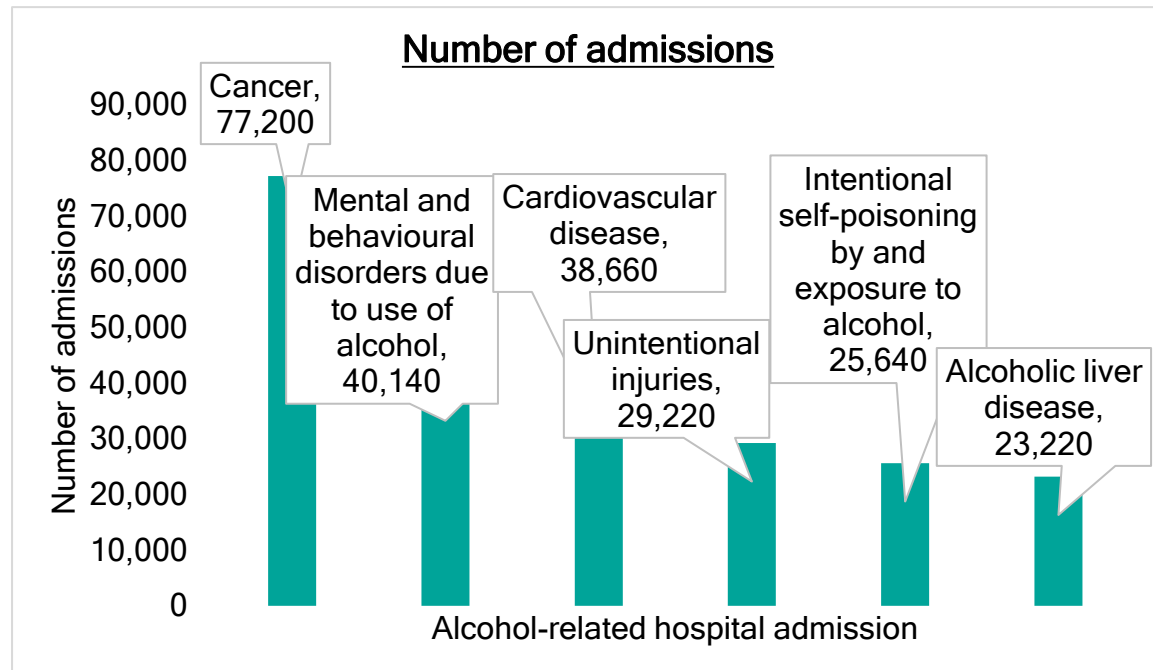 Number of admissions
Number of admissions
90,000
80,000
70,000
60,000
50,000
40,000
30,000
20,000
10,000
0
Cancer,
77,200
Mental and
behavioural
disorders due
to use of
alcohol,
40,140
Cardiovascular
disease,
38,660
Unintentional
injuries,
29,220
Intentional
self-poisoning
by and
exposure to
alcohol,
25,640
Alcoholic liver
disease,
23,220
Alcohol-related hospital admission